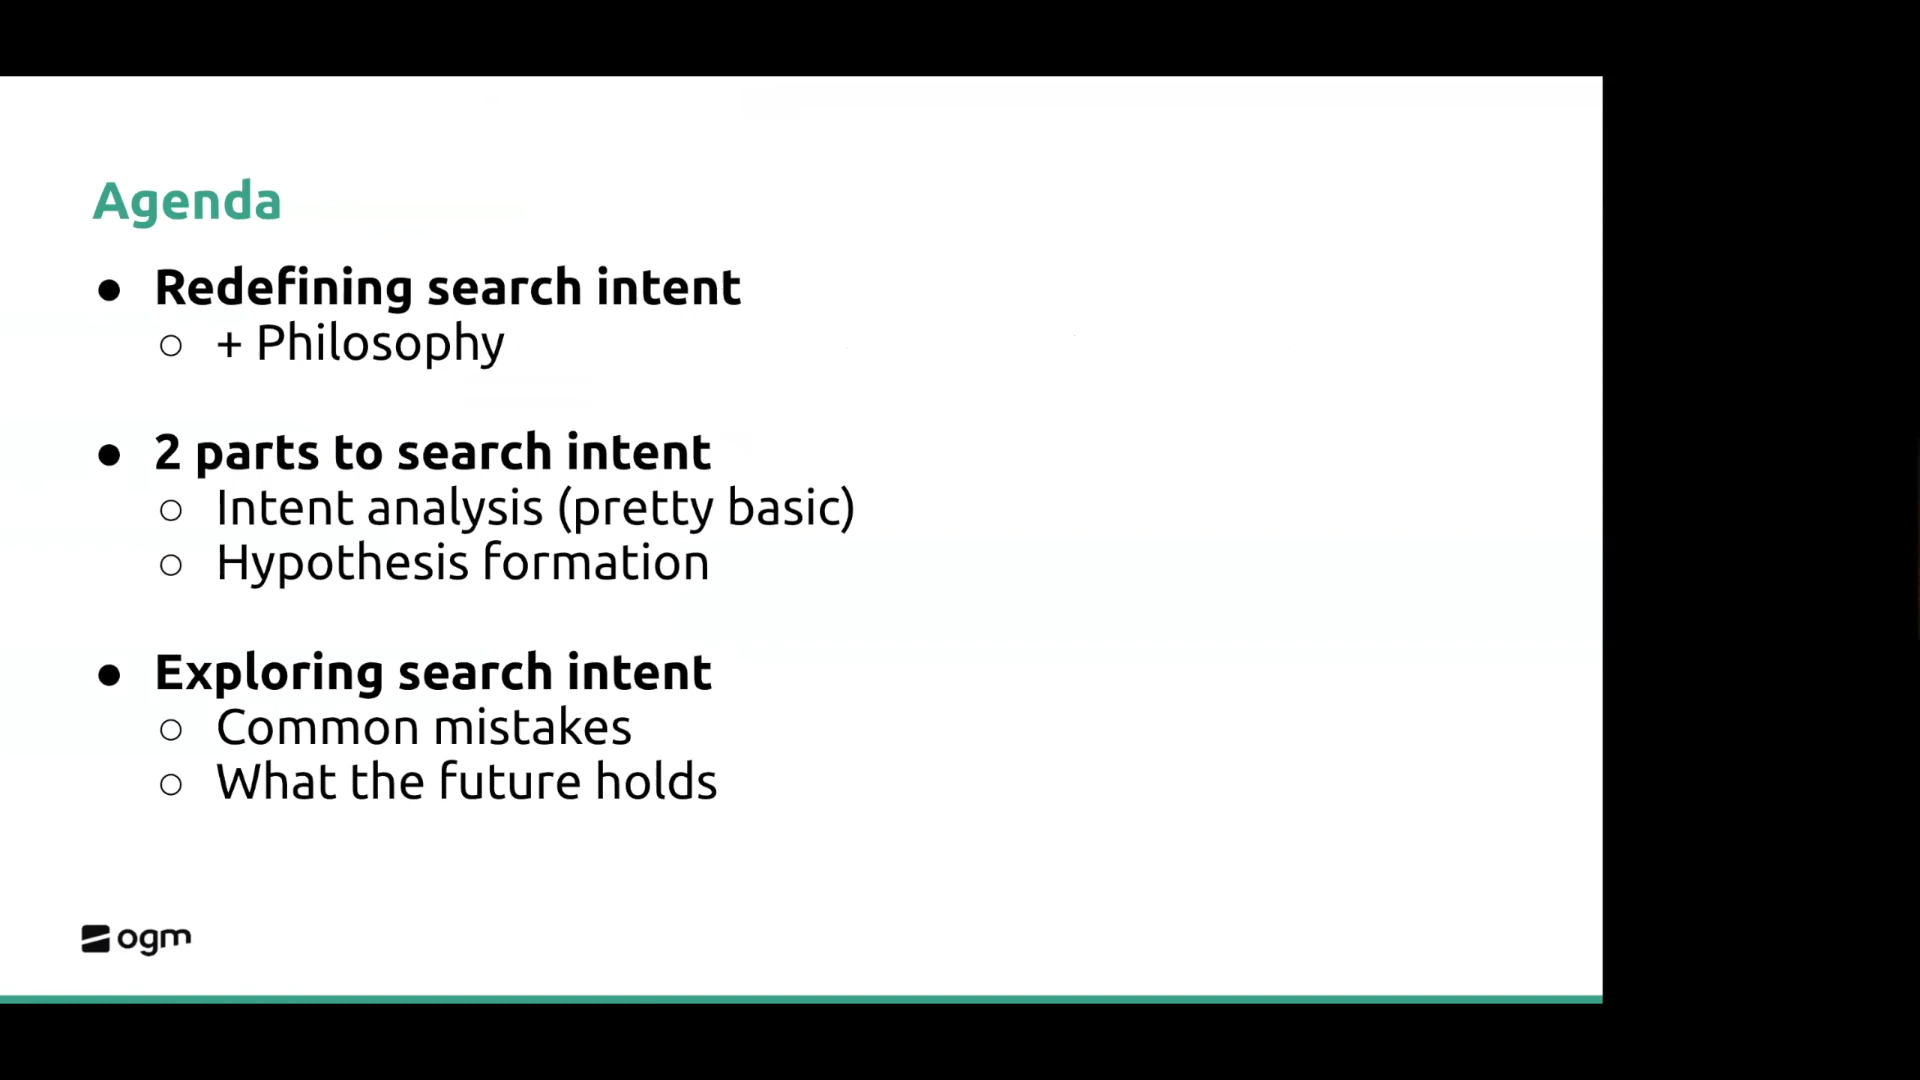 Agenda
● Redefining search intent
○ + Philosophy
● 2 parts to search intent
○ Intent analysis (pretty basic)
○ Hypothesis formation
● Exploring search intent
○ Common mistakes
○ What the future holds
ogm